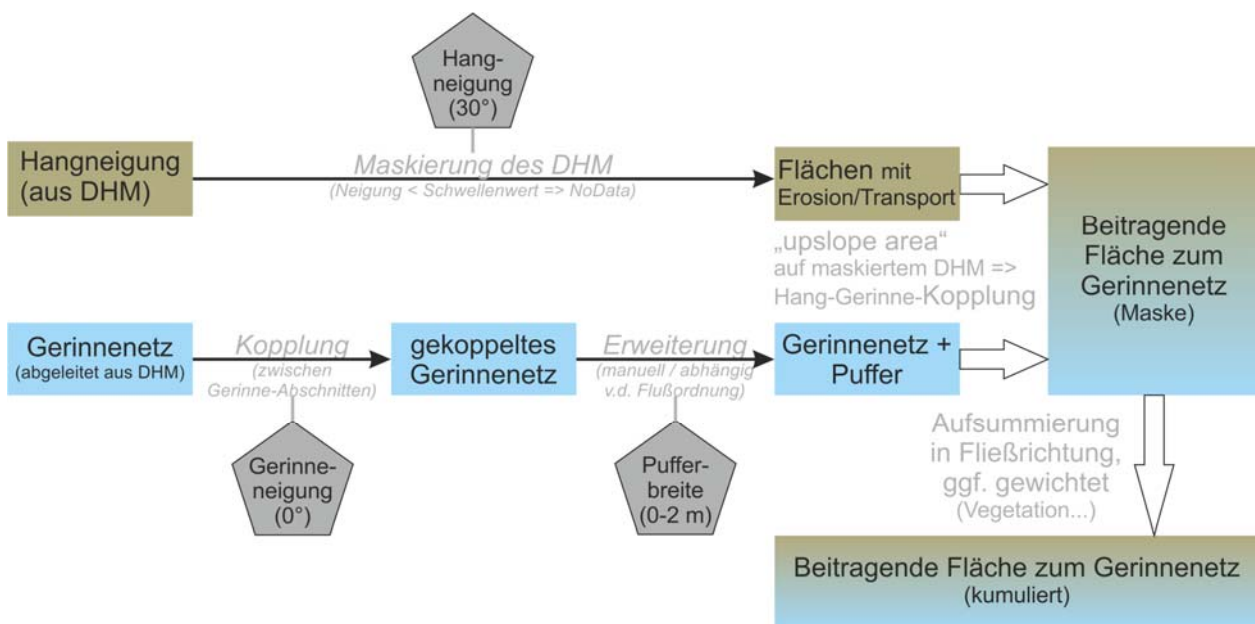 Hang-
neigung
(30°)
Hangneigung
(aus DHM)
Maskierung des DHM
(Neigung < Schwellenwert => NoData)
Flächen mit
Erosion/Transport
„upslope area“
auf maskiertem DHM =>
Hang-Gerinne-Kopplung
Beitragende
Fläche zum
Gerinnenetz
(Maske)
Gerinnenetz
(abgeleitet aus DHM)
Kopplung
(zwischen
Gerinne-Abschnitten)
gekoppeltes
Gerinnenetz
Erweiterung
(manuell / abhängig
v.d. Flußordnung)
Gerinnenetz +
Puffer
Gerinne-
neigung
(0°)
Puffer-
breite
(0-2 m)
Aufsummierung
in Fließrichtung,
ggf. gewichtet
(Vegetation...)
Beitragende Fläche zum Gerinnenetz
(kumuliert)